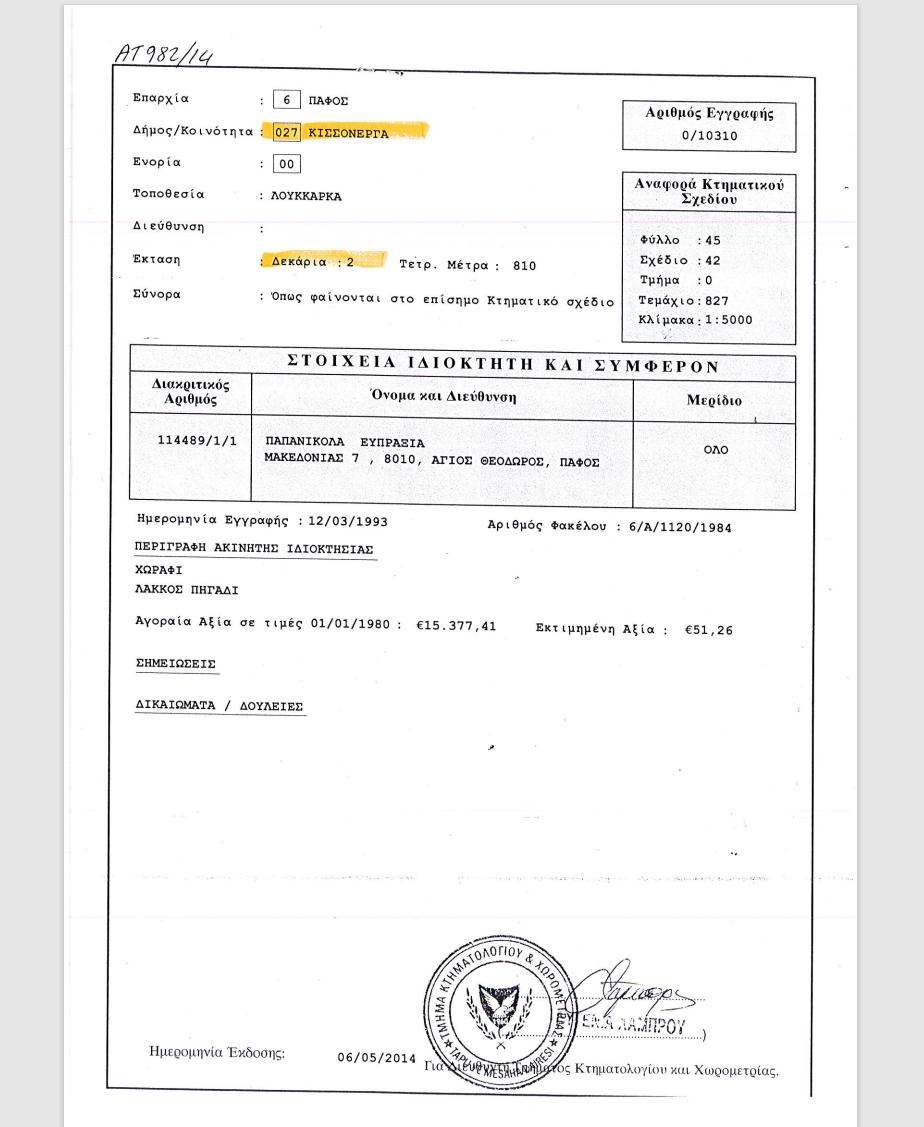 ΑΤ982/14
Επαρχία : 6 ΠΑΦΟΣ
Δήμος/Κοινότητα : 027 ΚΙΣΣΟΝΕΡΓΑ
Ενορία : 00
Τοποθεσία : ΛΟΥΚΚΑΡΚΑ
Διεύθυνση :
Έκταση : Δεκάρια : 2 Τετρ. Μέτρα : 810
Σύνορα : Όπως φαίνονται στο επίσημο Κτηματικό σχέδιο
Αριθμός Εγγραφής
0/10310
Αναφορά Κτηματικού
Σχεδίου
Φύλλο : 45
Σχέδιο : 42
Τμήμα : 0
Τεμάχιο : 827
Κλίμακα : 1:5000
ΣΤΟΙΧΕΙΑ ΙΔΙΟΚΤΗΤΗ ΚΑΙ ΣΥΜΦΕΡΟΝ
Διακριτικός
Αριθμός
Όνομα και Διεύθυνση
Μερίδιο
114489/1/1
ΠΑΠΑΝΙΚΟΛΑ ΕΥΠΡΑΞΙΑ
ΜΑΚΕΔΟΝΙΑΣ 7 , 8010, ΑΓΙΟΣ ΘΕΟΔΩΡΟΣ, ΠΑΦΟΣ
ΟΛΟ
Ημερομηνία Εγγραφής : 12/03/1993 Αριθμός Φακέλου : 6/Α/1120/1984
ΠΕΡΙΓΡΑΦΗ ΑΚΙΝΗΤΗΣ ΙΔΙΟΚΤΗΣΙΑΣ
ΧΩΡΑΦΙ
ΛΑΚΚΟΣ ΠΗΓΑΔΙ
Αγοραία Αξία σε τιμές 01/01/1980 : €15.377,41 Εκτιμημένη Αξία : €51,26
ΣΗΜΕΙΩΣΕΙΣ
ΔΙΚΑΙΩΜΑΤΑ / ΔΟΥΛΕΙΕΣ
ΤΜΗΜΑ ΚΤΗΜΑΤΟΛΟΓΙΟΥ & ΧΩΡΟΜΕΤΡΙΑΣ
ΛΑΜΠΡΟΥ )
Ημερομηνία Έκδοσης: 06/05/2014
Για Διευθυντή Τμήματος Κτηματολογίου και Χωρομετρίας.